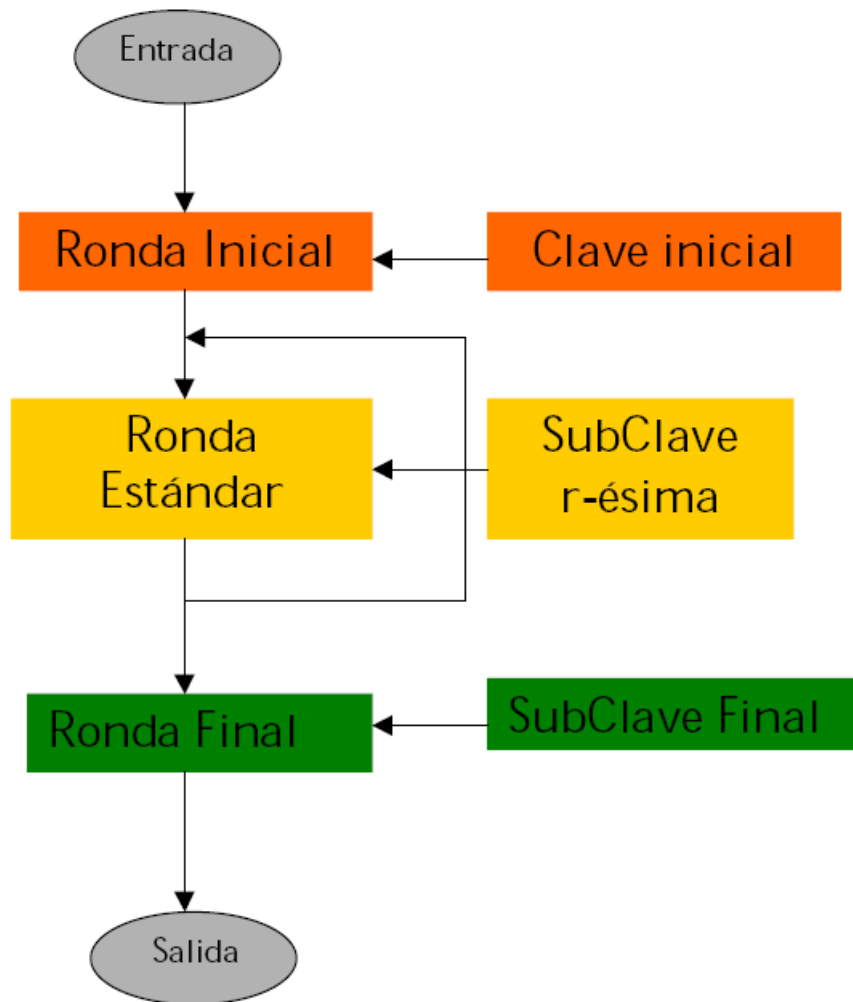 Entrada
Ronda Inicial
Clave inicial
Ronda
Estándar
SubClave
r-ésima
Ronda Final
SubClave Final
Salida